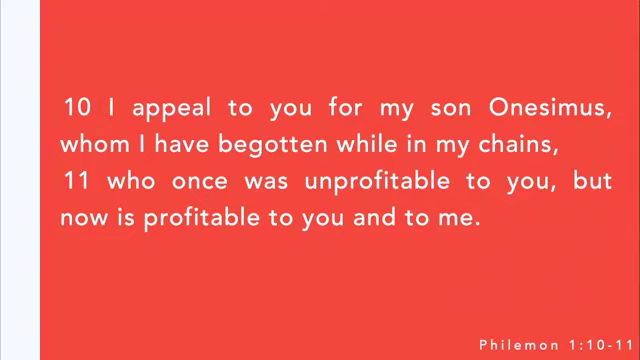 10 I appeal to you for my son Onesimus,
whom I have begotten while in my chains,
11 who once was unprofitable to you, but
now is profitable to you and to me.
Philemon 1:10-11